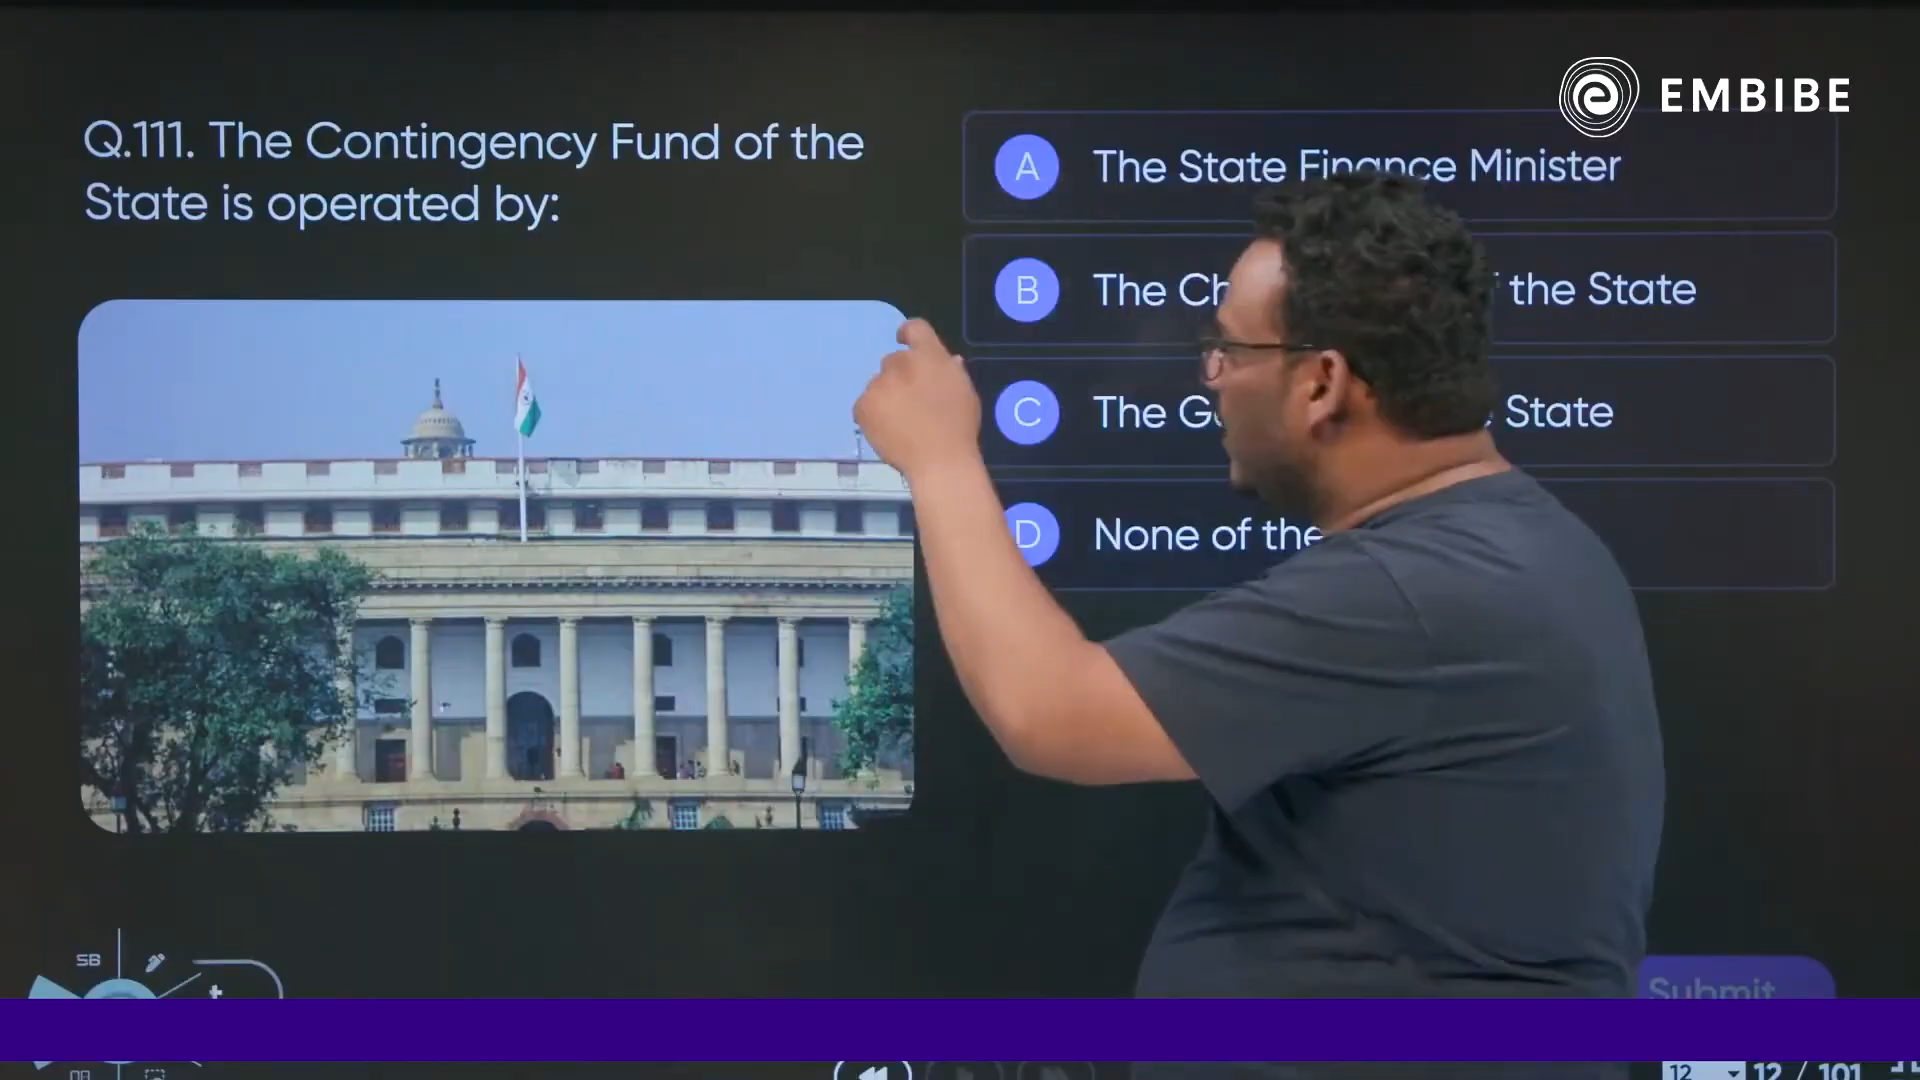 EMBIBE
Q.111. The Contingency Fund of the
State is operated by:
A The State Finance Minister
B The the State
C The State
D None of the
SB
Submit
12 12 / 101